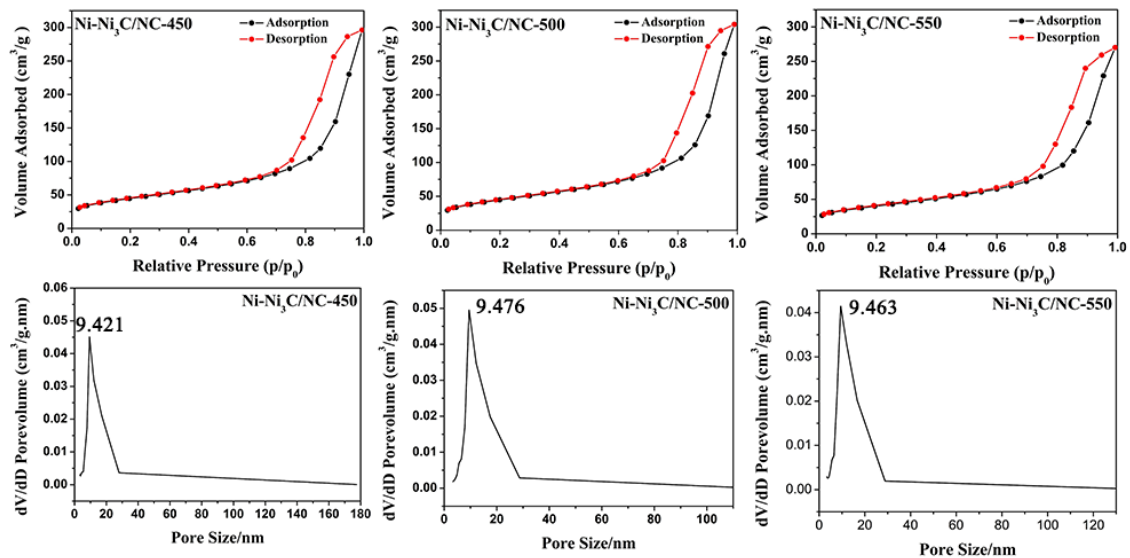 Ni-Ni₃C/NC-450
Adsorption
Desorption
Volume Adsorbed (cm³/g)
300
250
200
150
100
50
0
0.0 0.2 0.4 0.6 0.8 1.0
Relative Pressure (p/p₀)
Ni-Ni₃C/NC-500
Adsorption
Desorption
Volume Adsorbed (cm³/g)
300
250
200
150
100
50
0
0.0 0.2 0.4 0.6 0.8 1.0
Relative Pressure (p/p₀)
Ni-Ni₃C/NC-550
Adsorption
Desorption
Volume Adsorbed (cm³/g)
300
250
200
150
100
50
0
0.0 0.2 0.4 0.6 0.8 1.0
Relative Pressure (p/p₀)
Ni-Ni₃C/NC-450
9.421
dV/dD Porevolume (cm³/g.nm)
0.06
0.05
0.04
0.03
0.02
0.01
0.00
0 20 40 60 80 100 120 140 160 180
Pore Size/nm
Ni-Ni₃C/NC-500
9.476
dV/dD Porevolume (cm³/g.nm)
0.05
0.04
0.03
0.02
0.01
0.00
0 20 40 60 80 100
Pore Size/nm
Ni-Ni₃C/NC-550
9.463
dV/dD Porevolume (cm³/g.nm)
0.04
0.03
0.02
0.01
0.00
0 20 40 60 80 100 120
Pore Size/nm